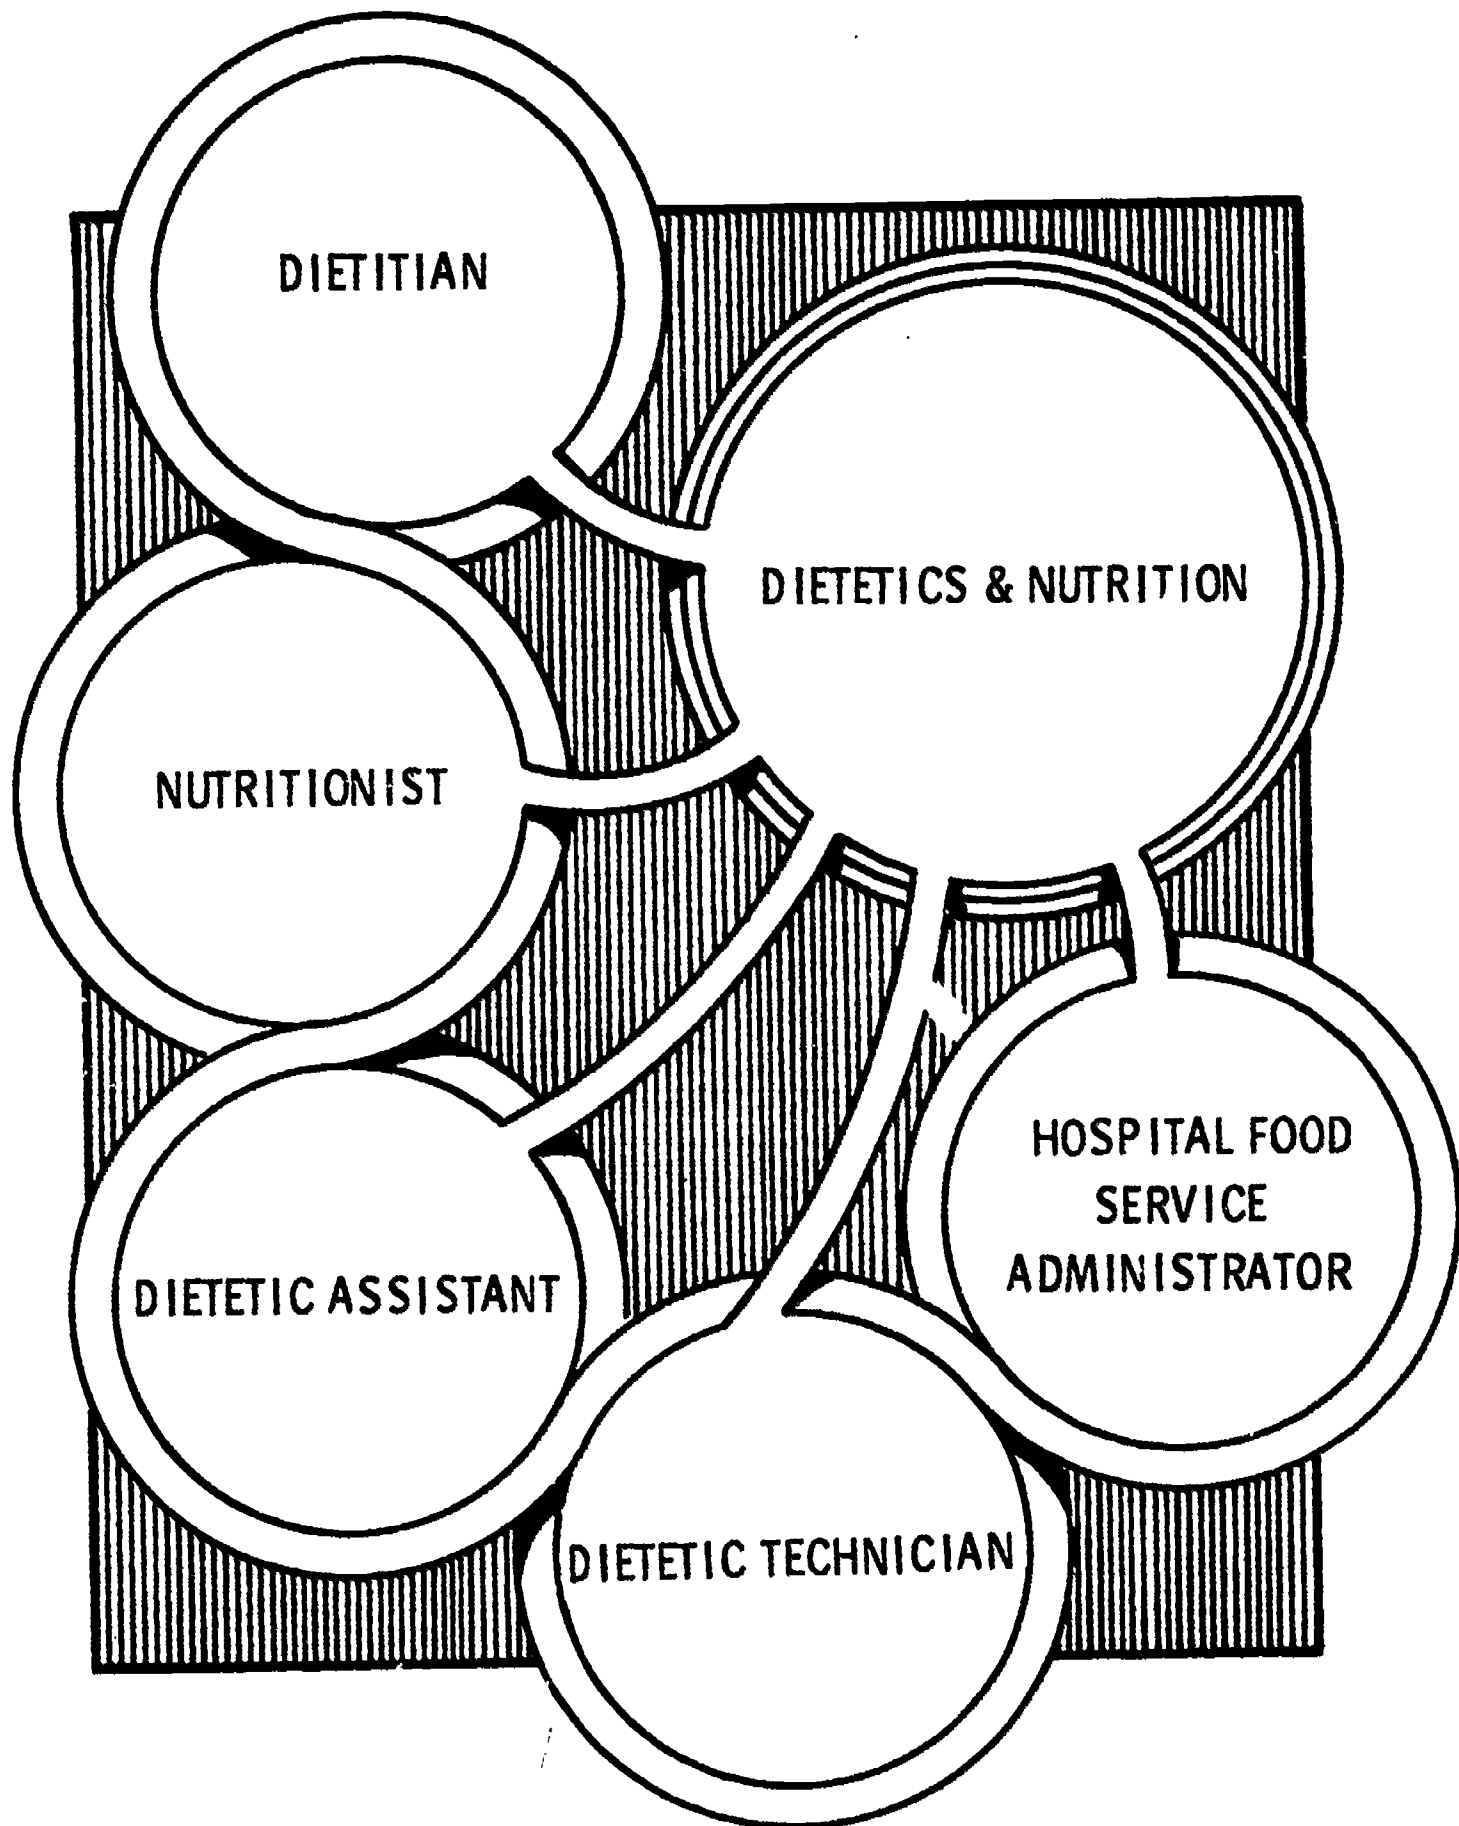 DIETITIAN
DIETETICS & NUTRITION
NUTRITIONIST
HOSPITAL FOOD
SERVICE
ADMINISTRATOR
DIETETIC ASSISTANT
DIETETIC TECHNICIAN